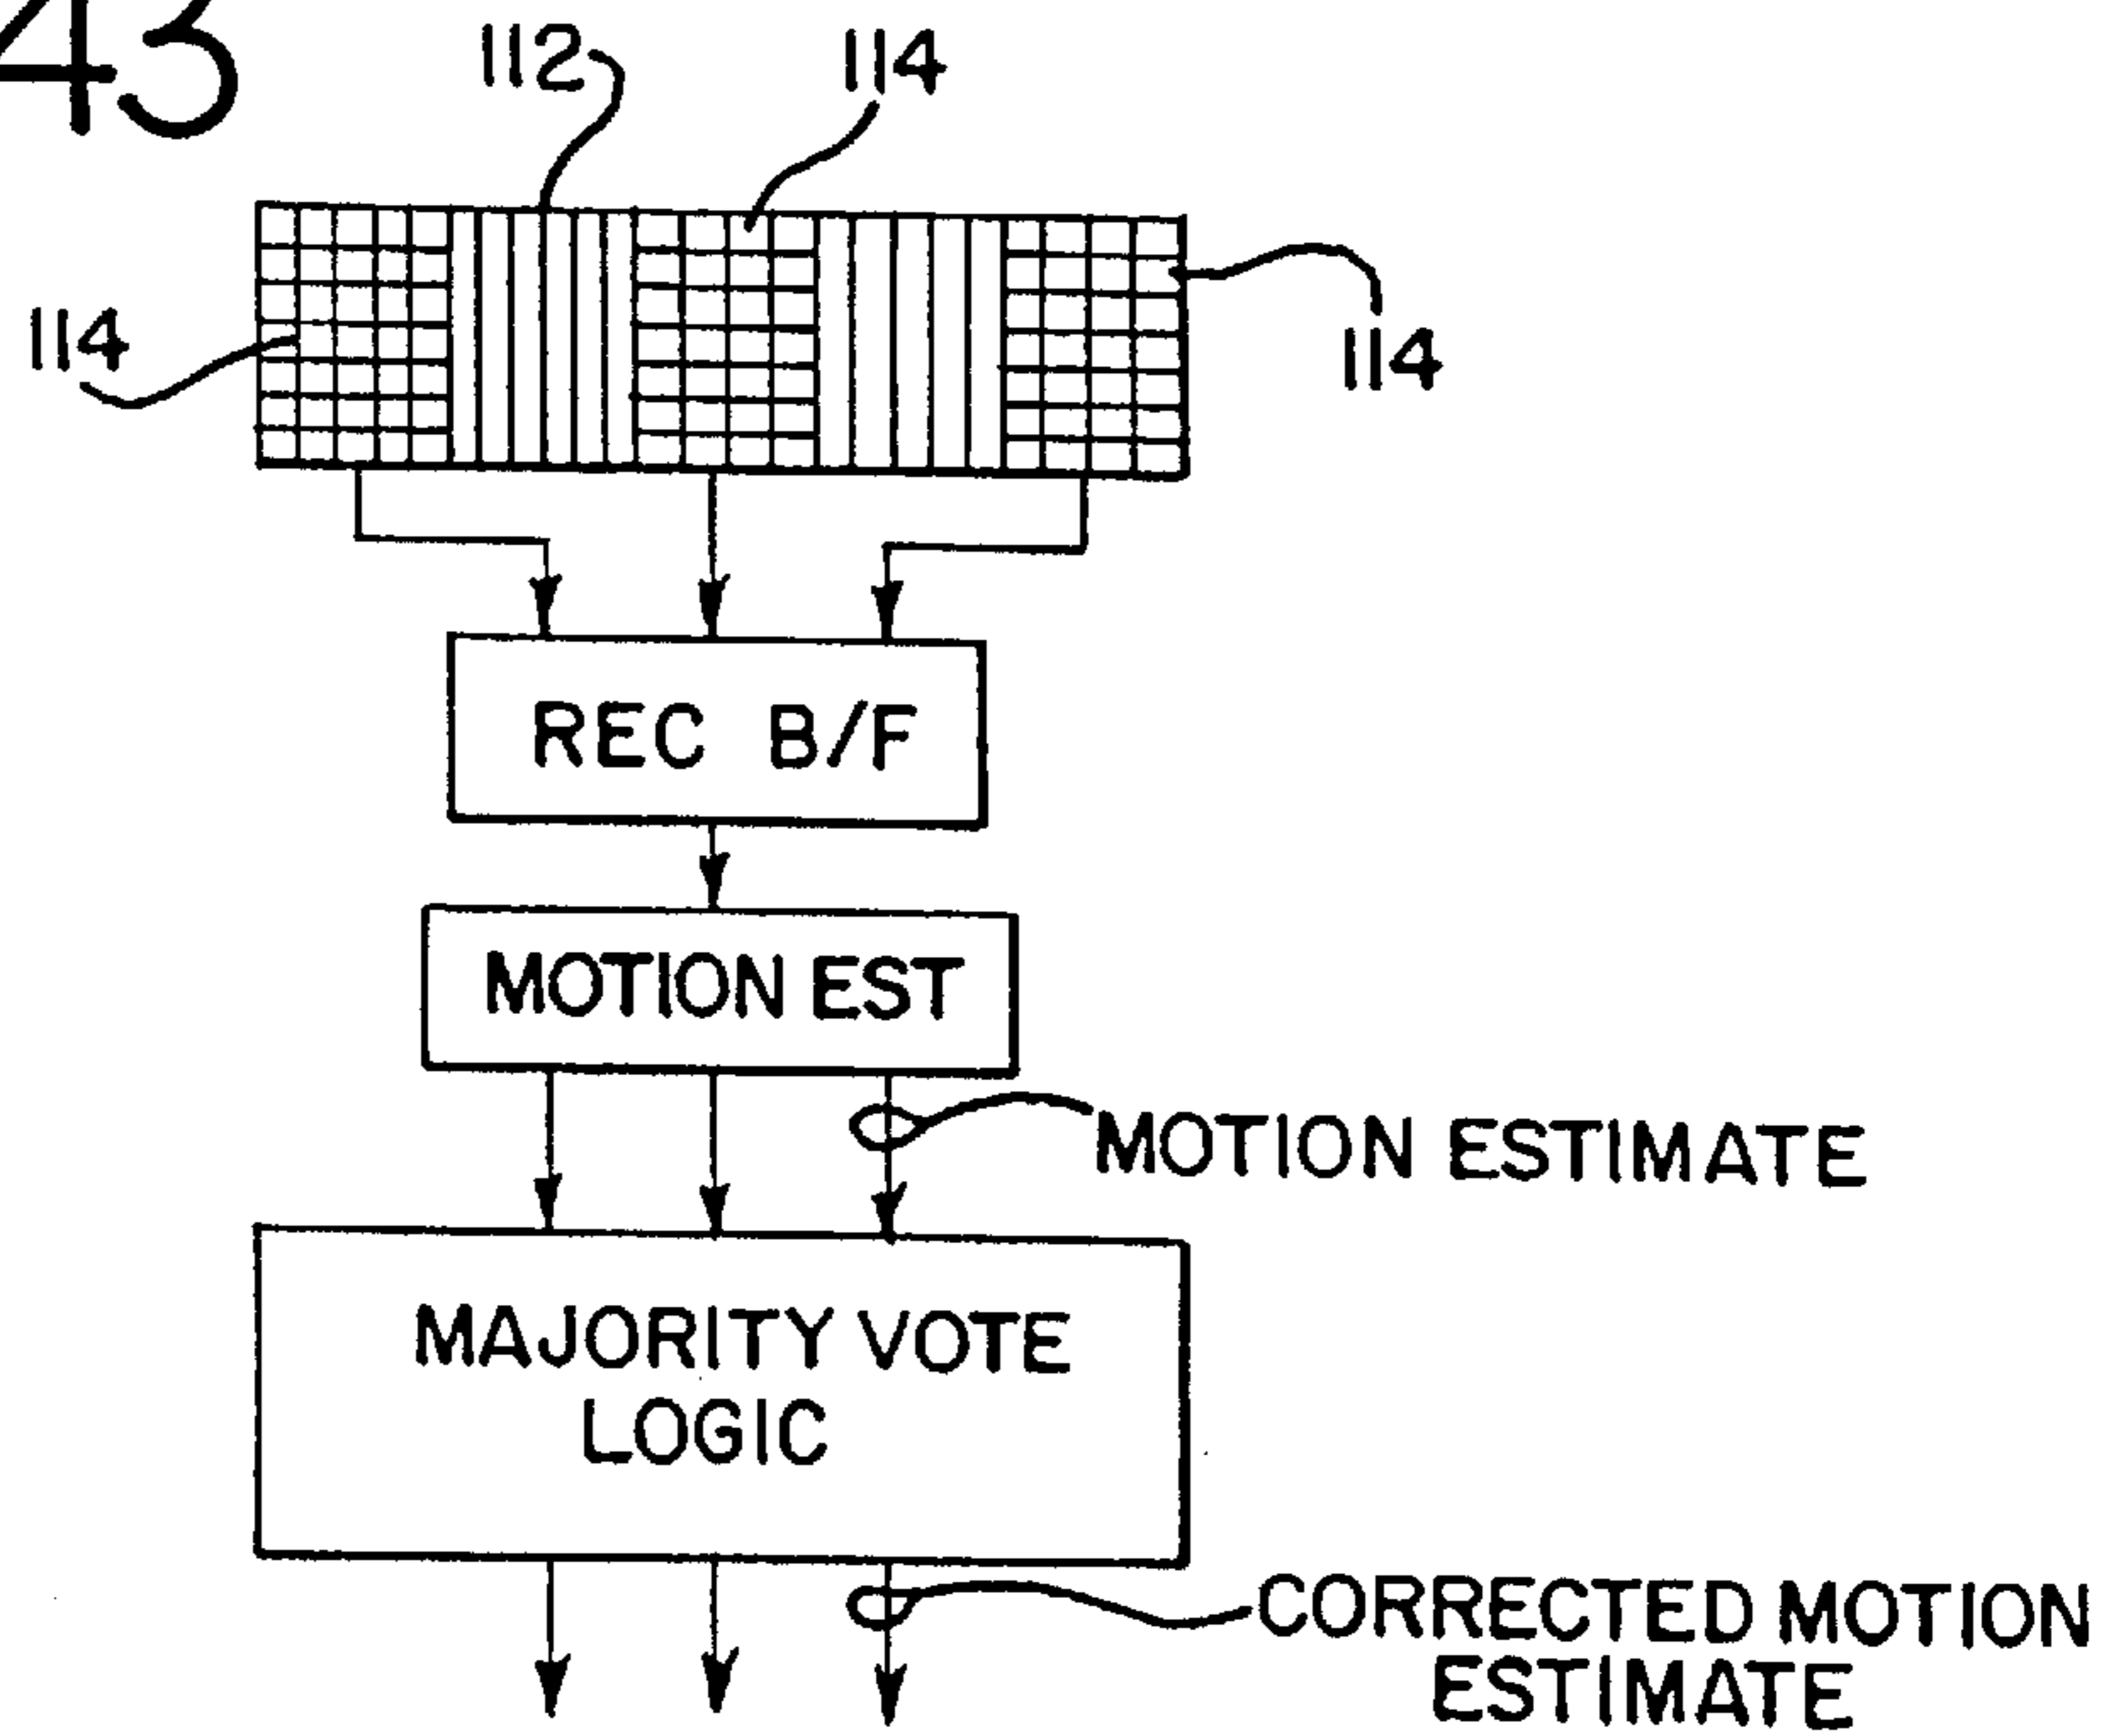 43
112
114
114
114
REC B/F
MOTION EST
MOTION ESTIMATE
MAJORITY VOTE
LOGIC
CORRECTED MOTION
ESTIMATE